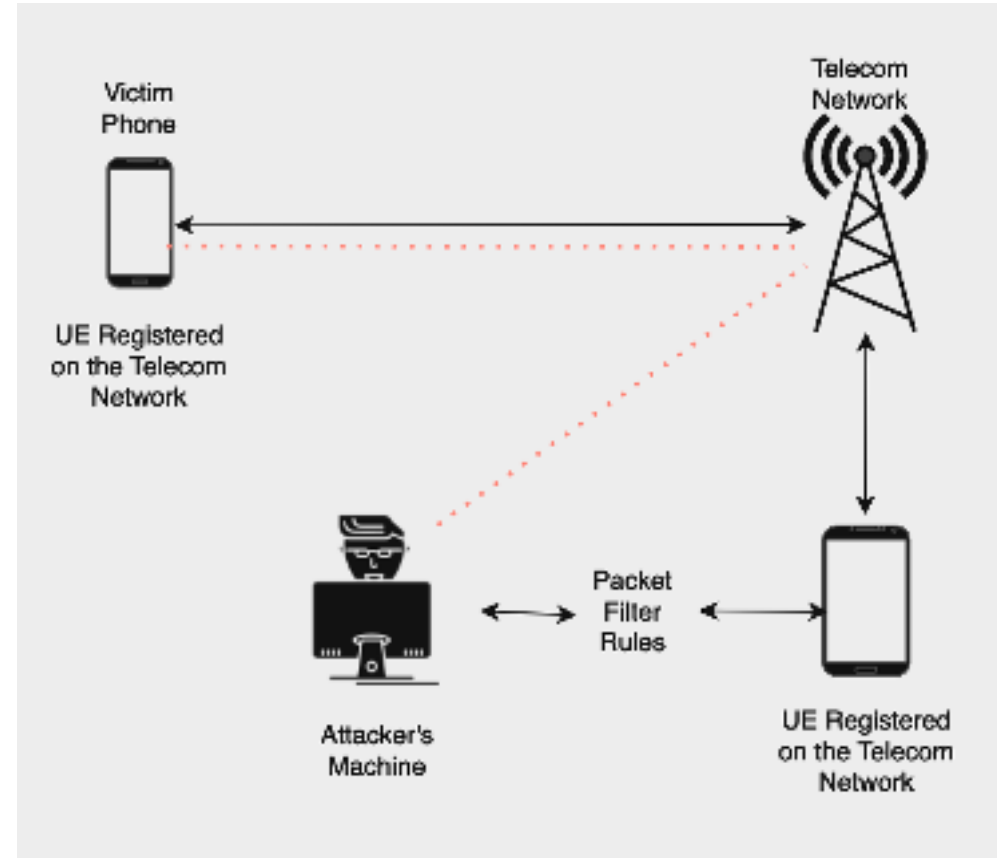 Victim
Phone
Telecom
Network
UE Registered
on the Telecom
Network
Packet
Filter
Rules
Attacker's
Machine
UE Registered
on the Telecom
Network